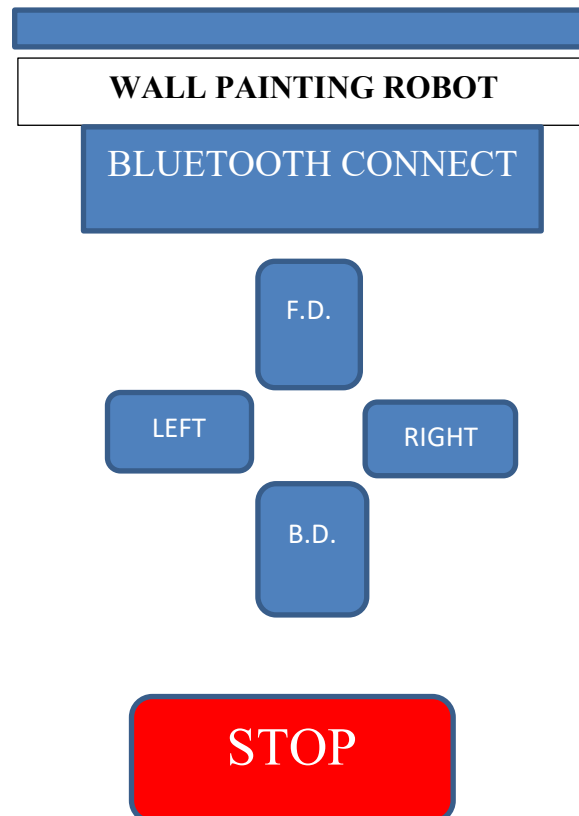 WALL PAINTING ROBOT
BLUETOOTH CONNECT
F.D.
LEFT
RIGHT
B.D.
STOP